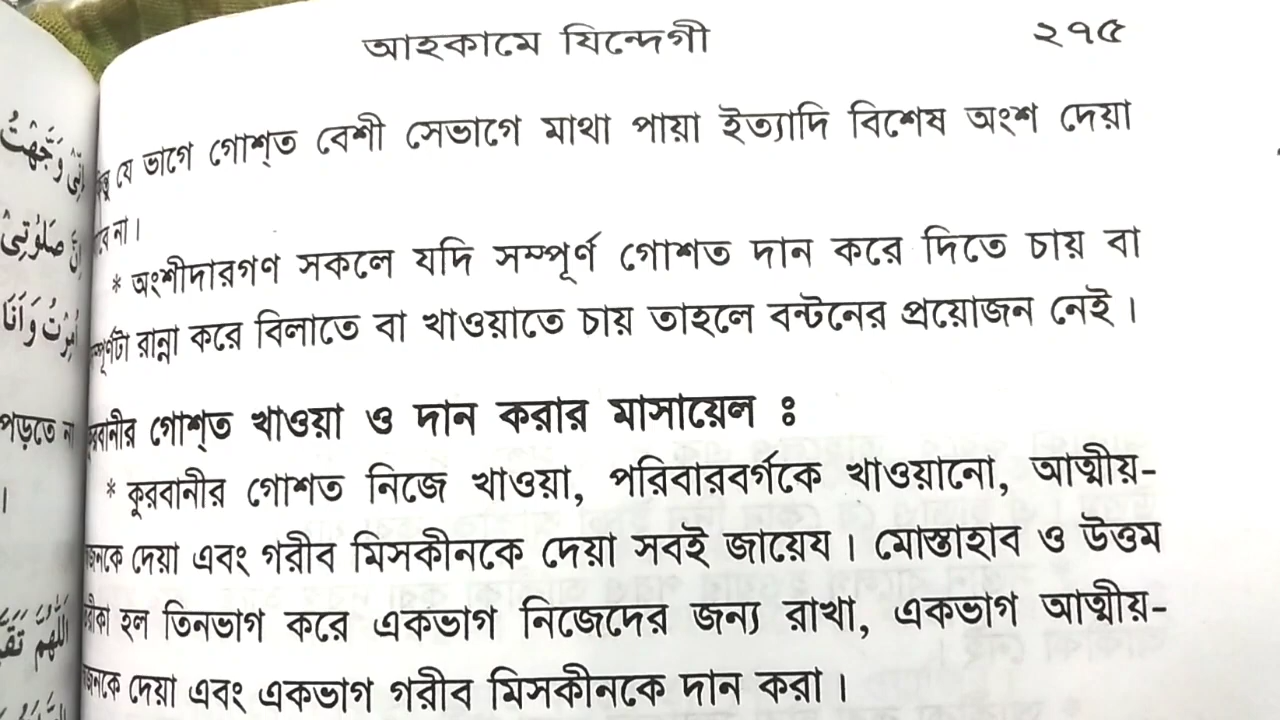 আহকামে যিন্দেগী ২৭৫
যে ভাগে গোশ্ত বেশী সেভাগে মাথা পায়া ইত্যাদি বিশেষ অংশ দেয়া
না।
* অংশীদারগণ সকলে যদি সম্পূর্ণ গোশত দান করে দিতে চায় বা
রান্না করে বিলাতে বা খাওয়াতে চায় তাহলে বন্টনের প্রয়োজন নেই।
গোশ্ত খাওয়া ও দান করার মাসায়েল ঃ
* কুরবানীর গোশত নিজে খাওয়া, পরিবারবর্গকে খাওয়ানো, আত্মীয়-
দেয়া এবং গরীব মিসকীনকে দেয়া সবই জায়েয। মোস্তাহাব ও উত্তম
হল তিনভাগ করে একভাগ নিজেদের জন্য রাখা, একভাগ আত্মীয়-
দেয়া এবং একভাগ গরীব মিসকীনকে দান করা।